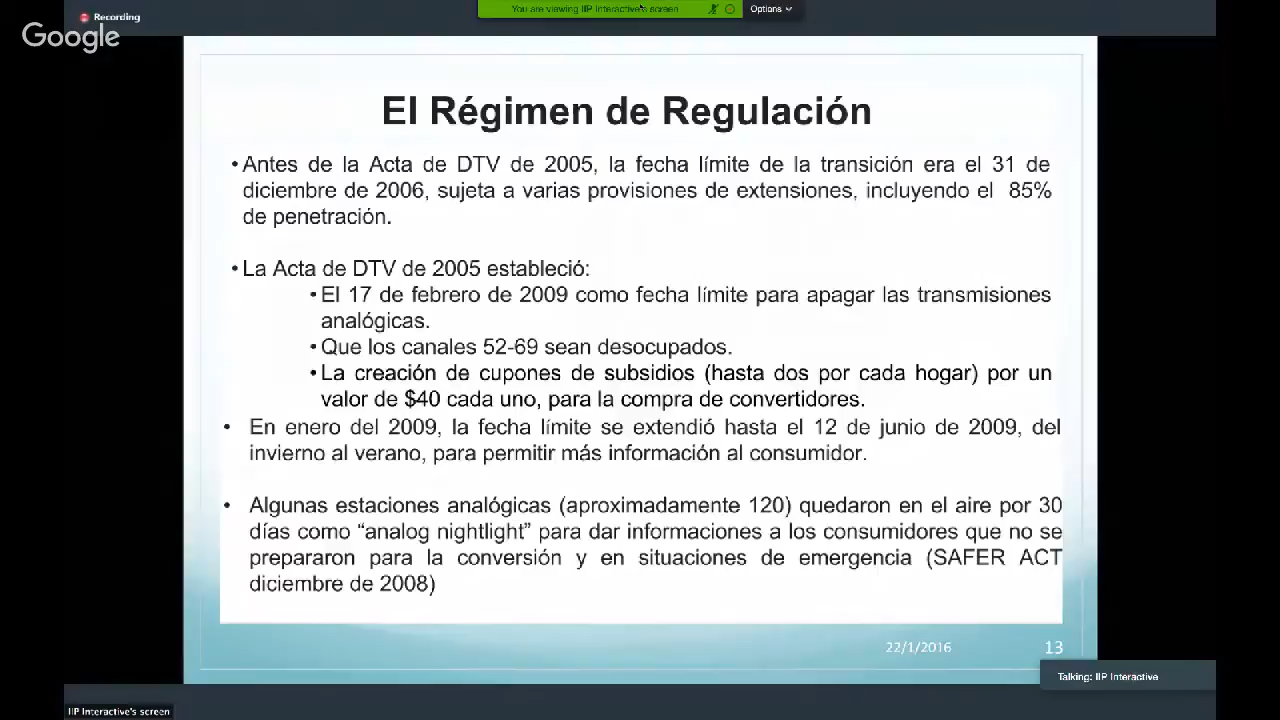 Recording
You are viewing IIP Interactive's screen
Options
Google
El Régimen de Regulación
•Antes de la Acta de DTV de 2005, la fecha límite de la transición era el 31 de
diciembre de 2006, sujeta a varias provisiones de extensiones, incluyendo el 85%
de penetración.
•La Acta de DTV de 2005 estableció:
•El 17 de febrero de 2009 como fecha límite para apagar las transmisiones
analógicas.
•Que los canales 52-69 sean desocupados.
•La creación de cupones de subsidios (hasta dos por cada hogar) por un
valor de $40 cada uno, para la compra de convertidores.
• En enero del 2009, la fecha límite se extendió hasta el 12 de junio de 2009, del
invierno al verano, para permitir más información al consumidor.
• Algunas estaciones analógicas (aproximadamente 120) quedaron en el aire por 30
días como “analog nightlight” para dar informaciones a los consumidores que no se
prepararon para la conversión y en situaciones de emergencia (SAFER ACT
diciembre de 2008)
22/1/2016
13
Talking: IIP Interactive
IIP Interactive's screen